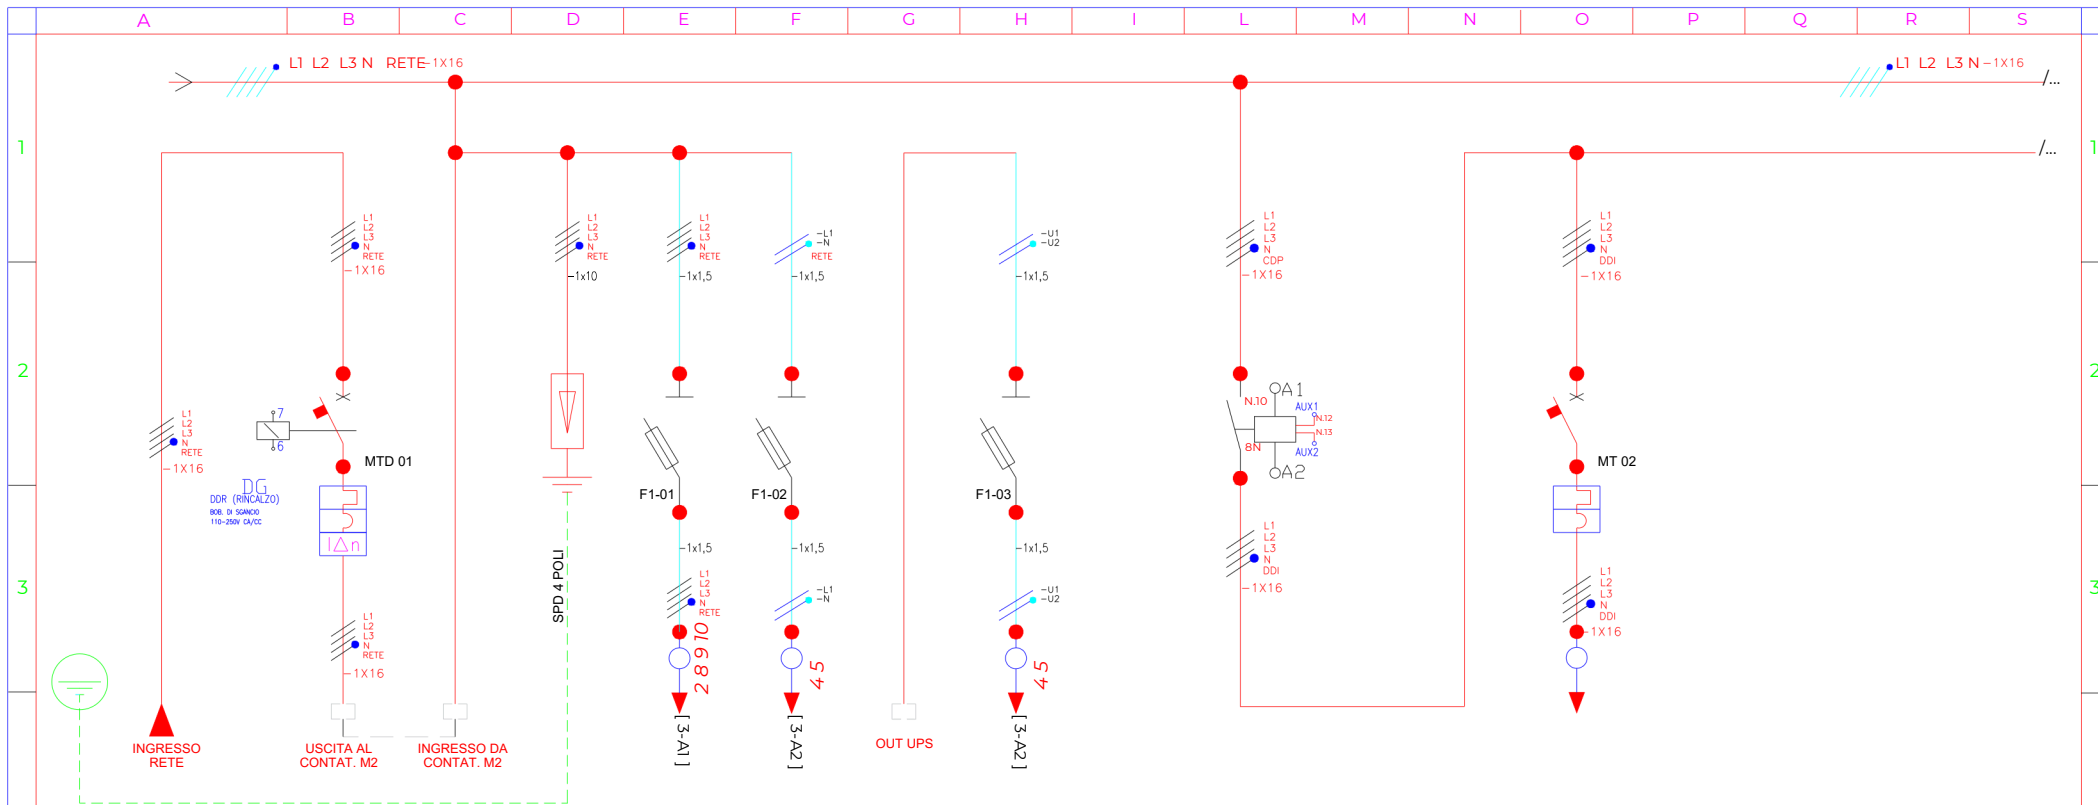 A B C D E F G H I L M N O P Q R S
L1 L2 L3 N RETE -1X16
L1 L2 L3 N -1X16
/...
1
/...
1
L1
L2
L3
N
RETE
-1X16
L1
L2
L3
N
RETE
-1x10
L1
L2
L3
N
RETE
-1x1,5
-L1
-N
RETE
-1x1,5
-U1
-U2
-1x1,5
L1
L2
L3
N
CDP
-1X16
L1
L2
L3
N
DDI
-1X16
2
2
L1
L2
L3
N
RETE
-1X16
7
6
MTD 01
DG
DDR (RINCALZO)
BOB. DI SGANCIO
110-250V CA/CC
I△n
F1-01
F1-02
F1-03
N.10
8N
A1
AUX1
N.12
N.13
AUX2
A2
MT 02
3
3
L1
L2
L3
N
RETE
-1X16
SPD 4 POLI
-1x1,5
L1
L2
L3
N
RETE
2 8 9 10
-1x1,5
-L1
-N
4 5
-1x1,5
-U1
-U2
4 5
L1
L2
L3
N
DDI
-1X16
L1
L2
L3
N
DDI
-1X16
INGRESSO
RETE
USCITA AL
CONTAT. M2
INGRESSO DA
CONTAT. M2
[ 3-A1 ]
[ 3-A2 ]
OUT UPS
[ 3-A2 ]